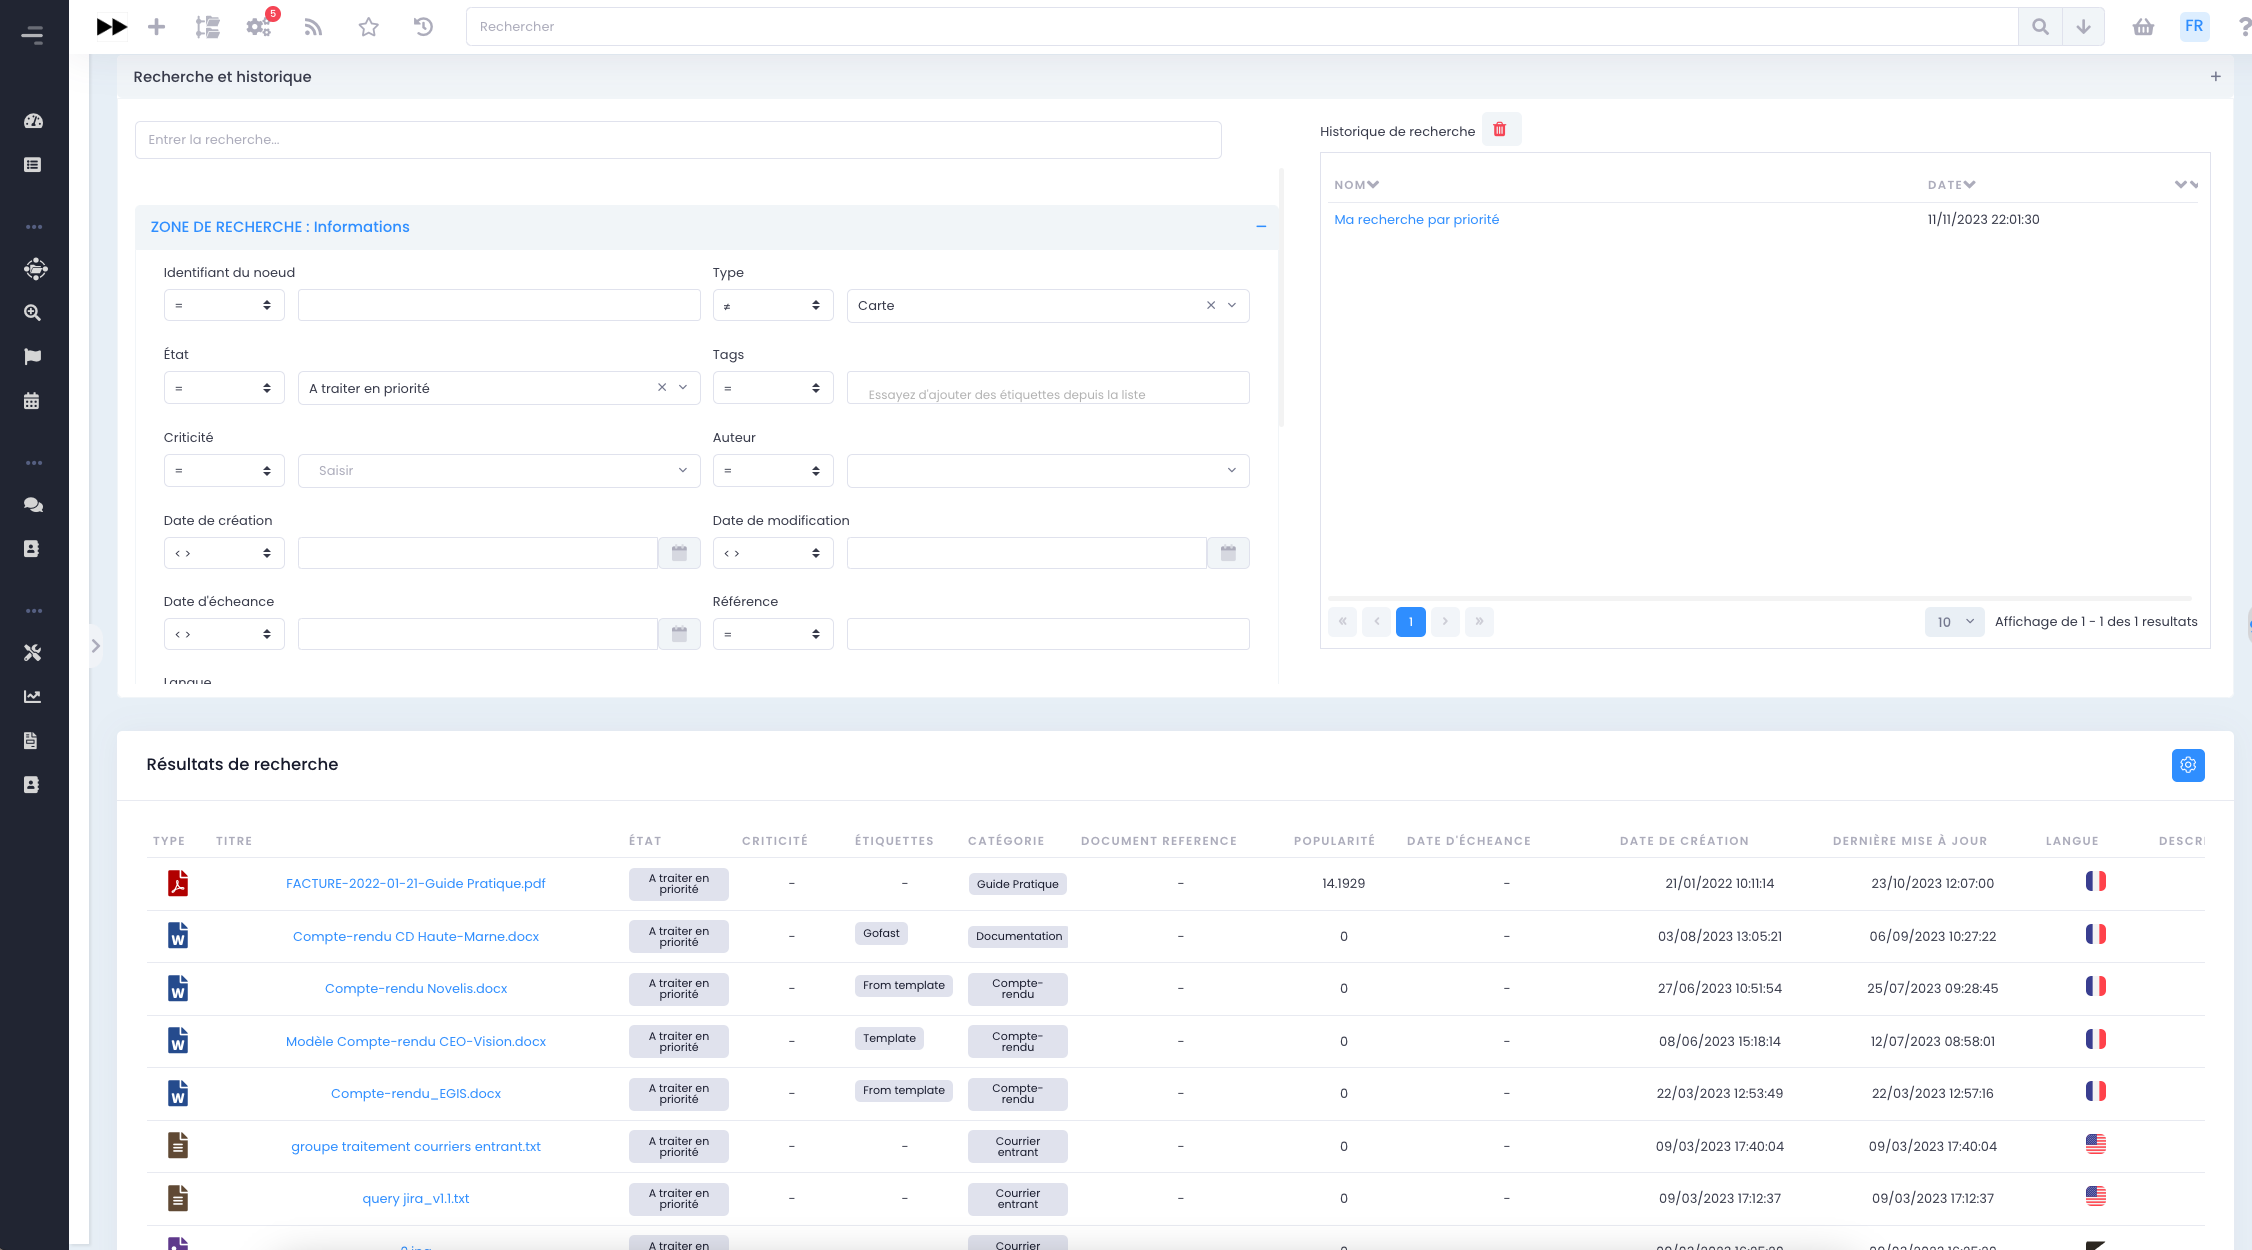 5
Rechercher
FR
?
Recherche et historique
+
Entrer la recherche...
Historique de recherche
NOM DATE
Ma recherche par priorité 11/11/2023 22:01:30
ZONE DE RECHERCHE : Informations
Identifiant du noeud Type
= ≠ Carte ×
État Tags
= A traiter en priorité × = Essayez d'ajouter des étiquettes depuis la liste
Criticité Auteur
= Saisir =
Date de création Date de modification
< > < >
Date d'écheance Référence
< > =
Langue
« ‹ 1 › » 10 Affichage de 1 - 1 des 1 resultats
Résultats de recherche
TYPE TITRE ÉTAT CRITICITÉ ÉTIQUETTES CATÉGORIE DOCUMENT REFERENCE POPULARITÉ DATE D'ÉCHEANCE DATE DE CRÉATION DERNIÈRE MISE À JOUR LANGUE DESCRI
FACTURE-2022-01-21-Guide Pratique.pdf A traiter en priorité - - Guide Pratique - 14.1929 - 21/01/2022 10:11:14 23/10/2023 12:07:00
Compte-rendu CD Haute-Marne.docx A traiter en priorité - Gofast Documentation - 0 - 03/08/2023 13:05:21 06/09/2023 10:27:22
Compte-rendu Novelis.docx A traiter en priorité - From template Compte-rendu - 0 - 27/06/2023 10:51:54 25/07/2023 09:28:45
Modèle Compte-rendu CEO-Vision.docx A traiter en priorité - Template Compte-rendu - 0 - 08/06/2023 15:18:14 12/07/2023 08:58:01
Compte-rendu_EGIS.docx A traiter en priorité - From template Compte-rendu - 0 - 22/03/2023 12:53:49 22/03/2023 12:57:16
groupe traitement courriers entrant.txt A traiter en priorité - - Courrier entrant - 0 - 09/03/2023 17:40:04 09/03/2023 17:40:04
query jira_v1.1.txt A traiter en priorité - - Courrier entrant - 0 - 09/03/2023 17:12:37 09/03/2023 17:12:37
A traiter en Courrier